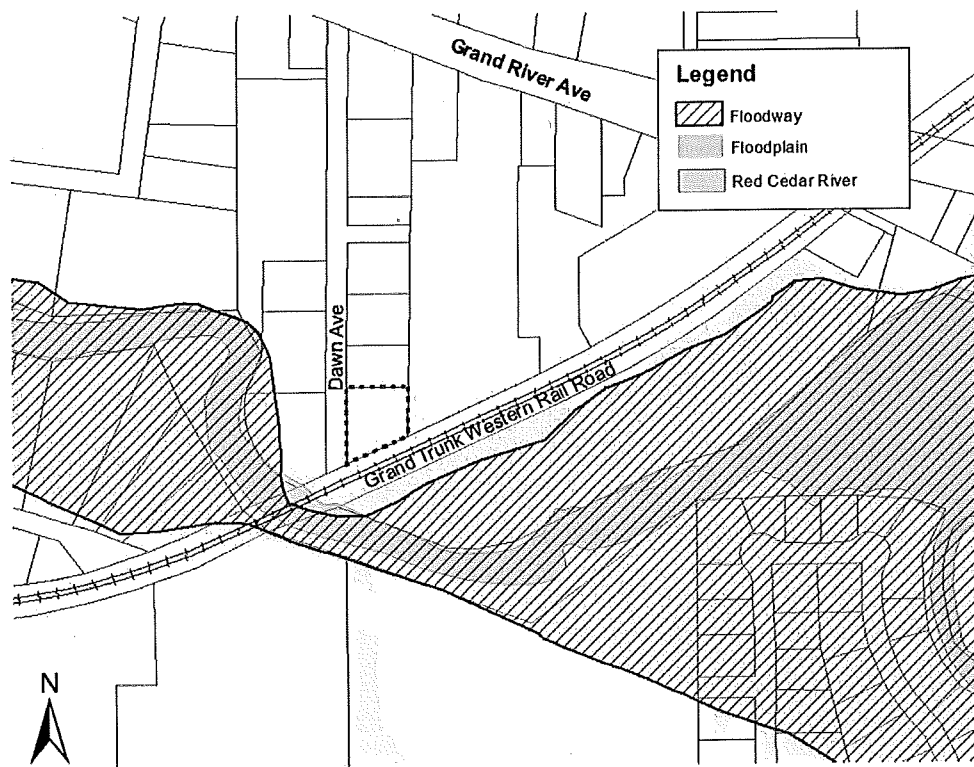 Grand River Ave
Legend
Floodway
Floodplain
Red Cedar River
Dawn Ave
Grand Trunk Western Rail Road
N